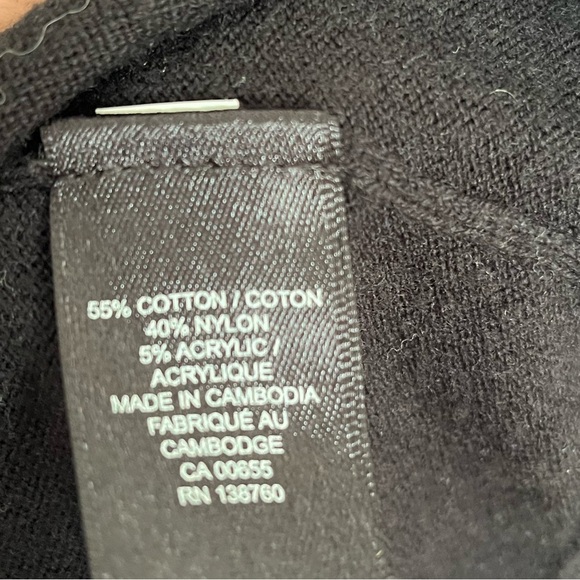 55% COTTON / COTON
40% NYLON
5% ACRYLIC /
ACRYLIQUE
MADE IN CAMBODIA
FABRIQUÉ AU
CAMBODGE
CA 00655
RN 138760